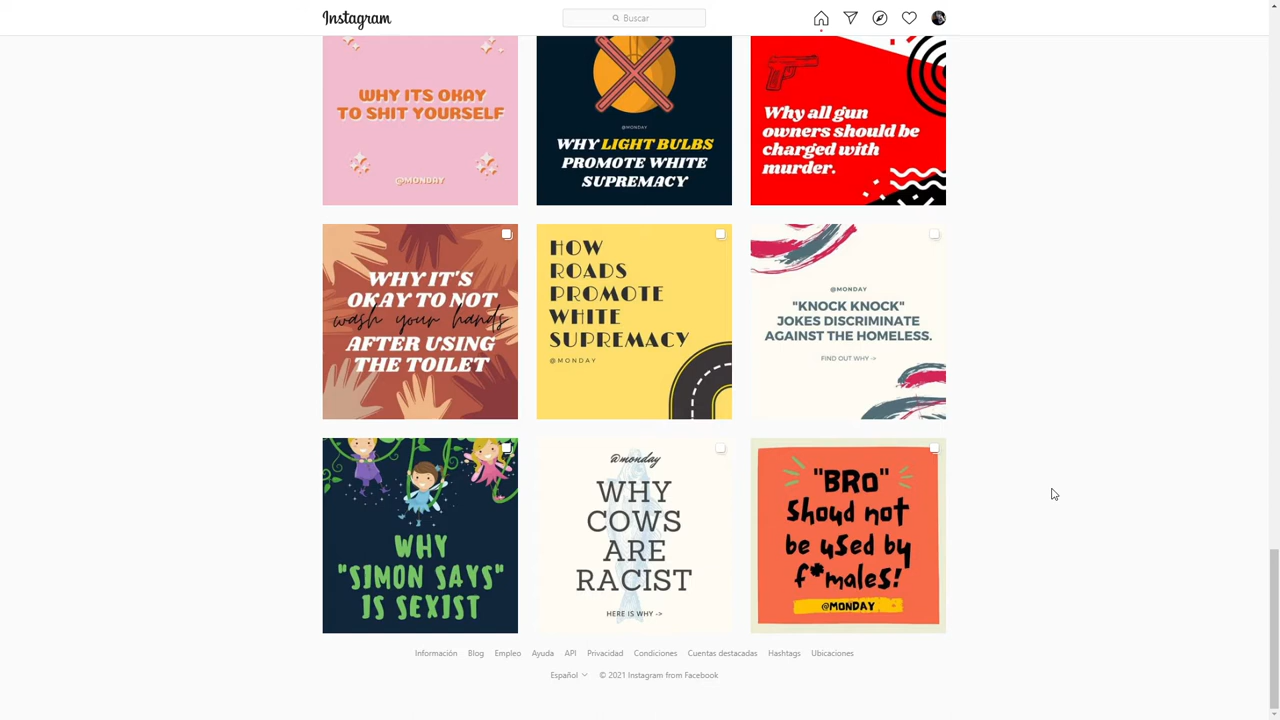 Instagram
Buscar
WHY ITS OKAY
TO SHIT YOURSELF
@MONDAY
@MONDAY
WHY LIGHT BULBS
PROMOTE WHITE
SUPREMACY
Why all gun
owners should be
charged with
murder.
WHY IT'S
OKAY TO NOT
wash your hands
AFTER USING
THE TOILET
HOW
ROADS
PROMOTE
WHITE
SUPREMACY
@MONDAY
@MONDAY
"KNOCK KNOCK"
JOKES DISCRIMINATE
AGAINST THE HOMELESS.
FIND OUT WHY ->
WHY
"SIMON SAYS"
IS SEXIST
@monday
WHY
COWS
ARE
RACIST
HERE IS WHY ->
"BRO"
Shoud not
be used by
f*males!
@MONDAY
Información Blog Empleo Ayuda API Privacidad Condiciones Cuentas destacadas Hashtags Ubicaciones
Español © 2021 Instagram from Facebook